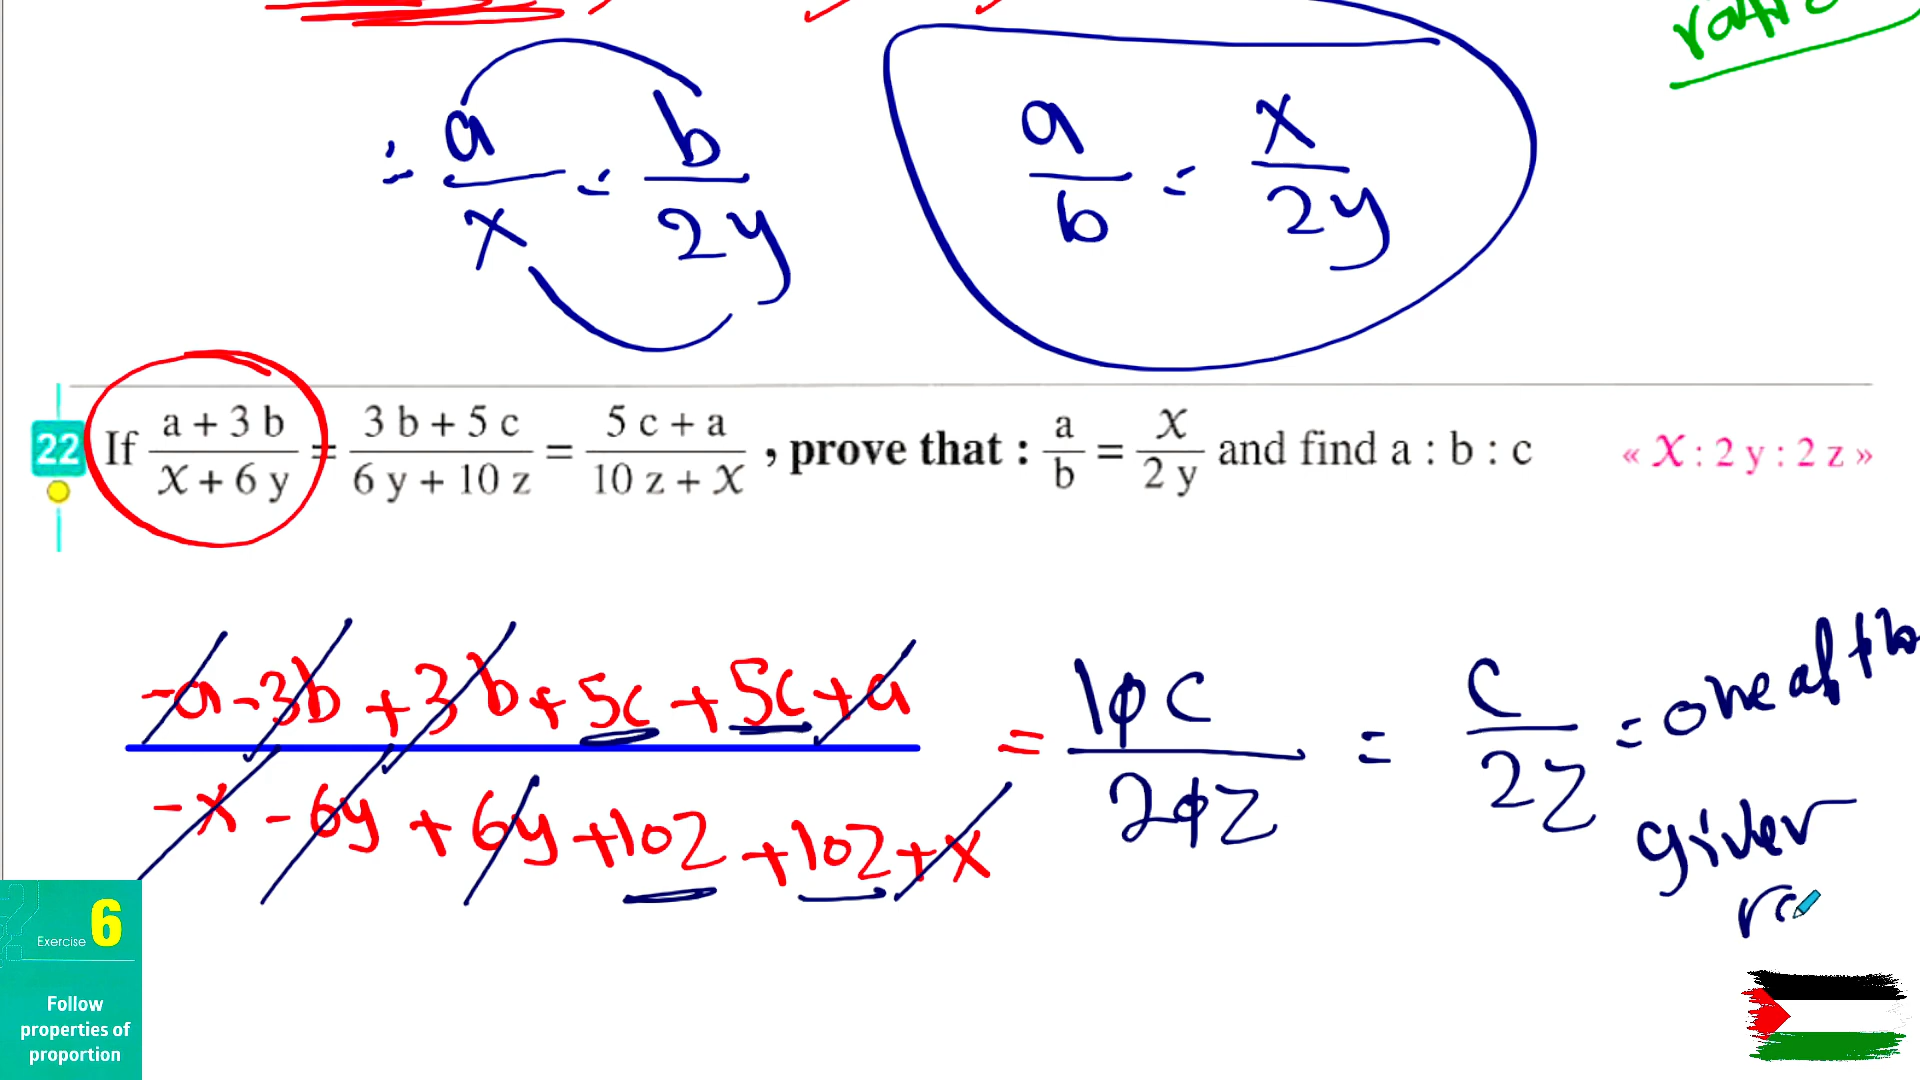 ratio
= a/x = b/2y
a/b = x/2y
22 If (a + 3 b)/(X + 6 y) = (3 b + 5 c)/(6 y + 10 z) = (5 c + a)/(10 z + X) , prove that : a/b = X/2 y and find a : b : c « X : 2 y : 2 z »
(-a-3b+3b+5c+5c+a)/(-x-6y+6y+10z+10z+x) = 10c/20z = c/2z = one of the
given
ra
Exercise 6
Follow
properties of
proportion